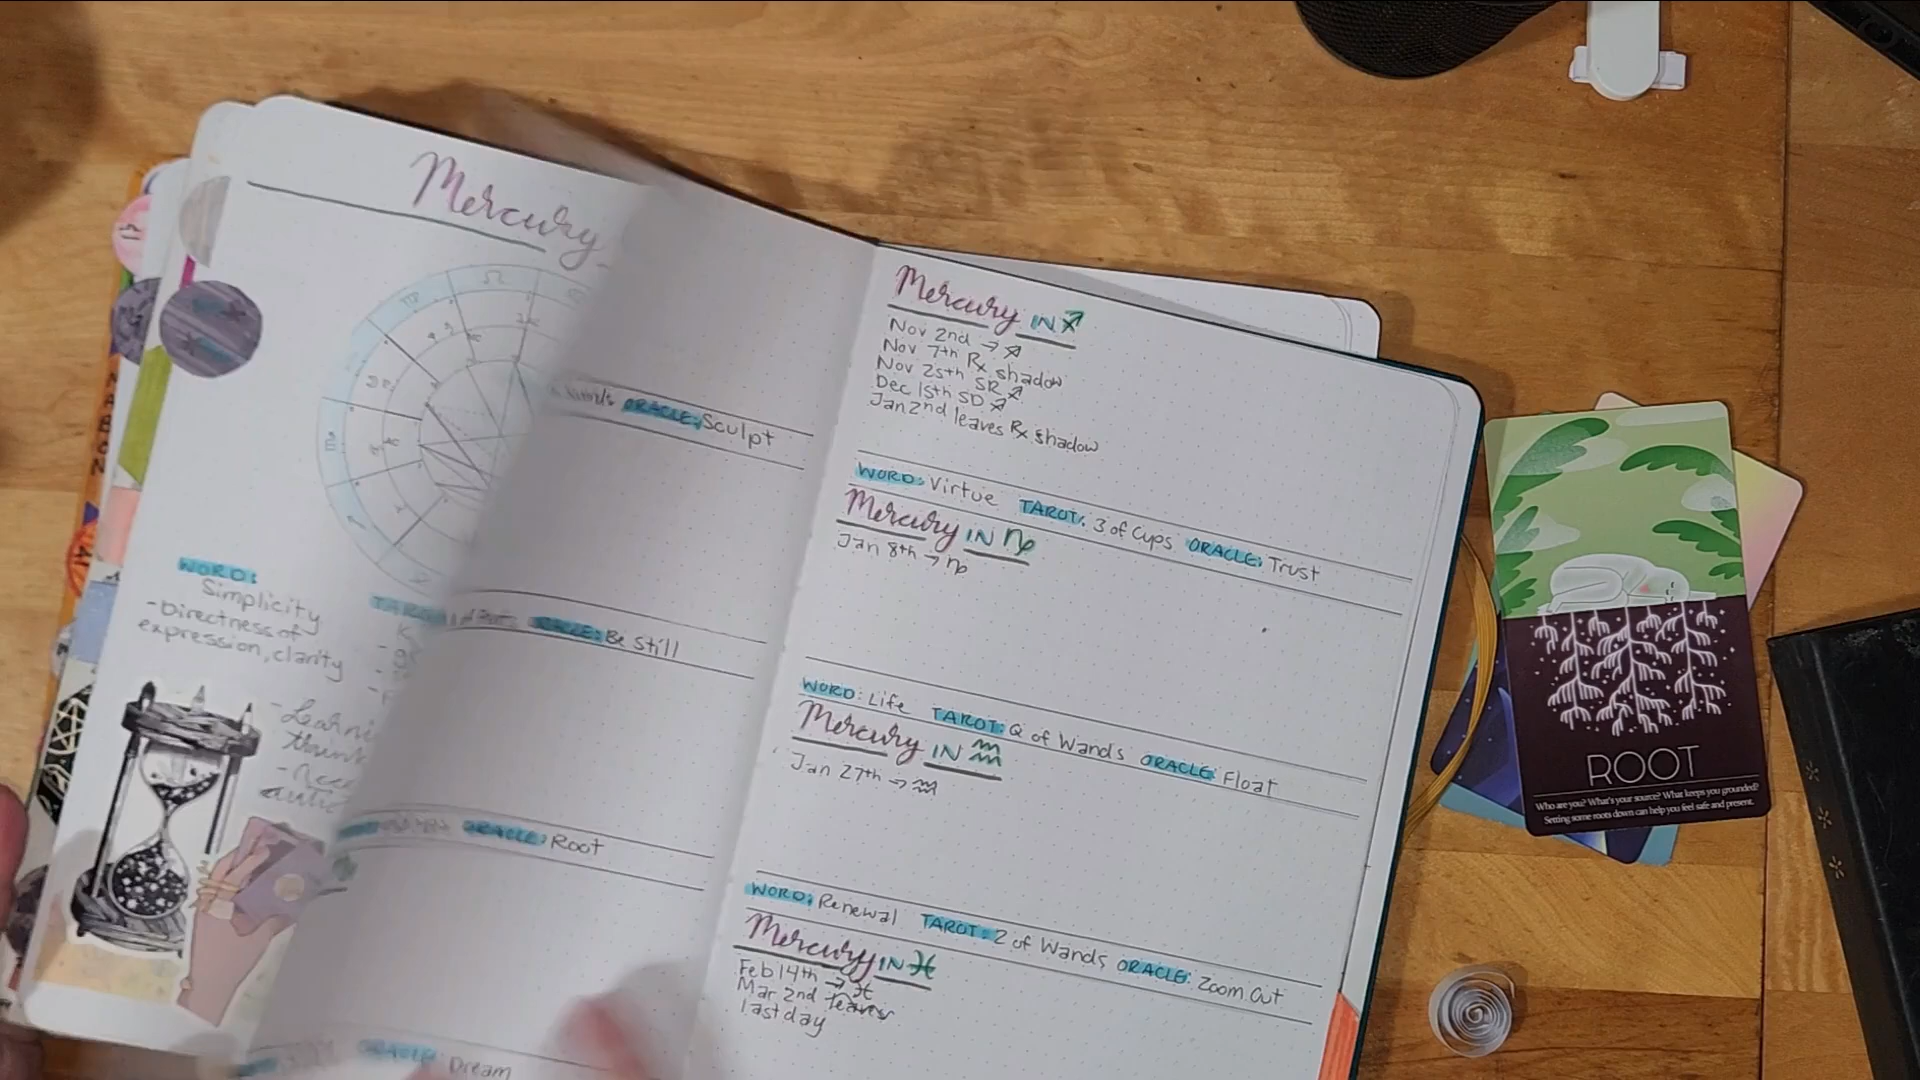 Mercury
WORD:
Simplicity
-Directness of
expression, clarity
ORACLE: Sculpt
ORACLE: Be Still
ORACLE: Root
ORACLE: Dream
Mercury IN ♐
Nov 2nd → ♐
Nov 7th Rx shadow
Nov 25th SR ♐
Dec 15th SD ♐
Jan 2nd leaves Rx shadow
WORD: Virtue TAROT: 3 of Cups ORACLE: Trust
Mercury IN ♑
Jan 8th → ♑
WORD: Life TAROT: Q of Wands ORACLE: Float
Mercury IN ♒
Jan 27th → ♒
WORD: Renewal TAROT: 2 of Wands ORACLE: Zoom Out
Mercury IN ♓
Feb 14th → ♓
Mar 2nd leaves
last day
ROOT
Who are you? What's your source? What keeps you grounded?
Setting some roots down can help you feel safe and present.